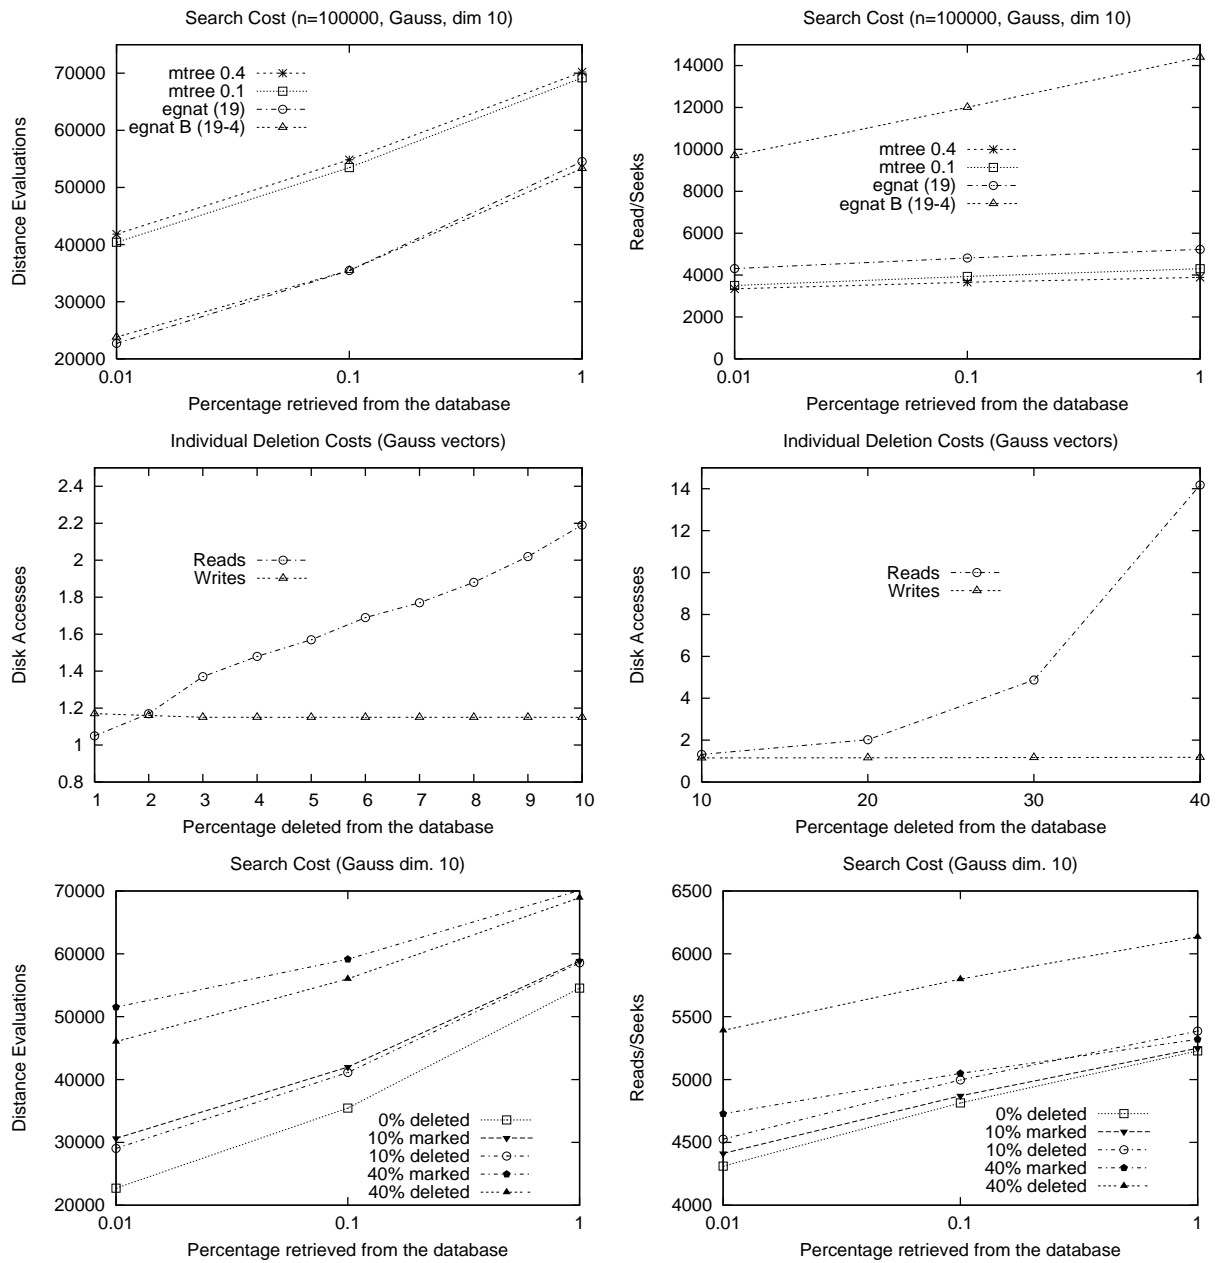 Search Cost (n=100000, Gauss, dim 10)
70000
60000
50000
40000
30000
20000
mtree 0.4
mtree 0.1
egnat (19)
egnat B (19-4)
Distance Evaluations
0.01 0.1 1
Percentage retrieved from the database
Search Cost (n=100000, Gauss, dim 10)
14000
12000
10000
8000
6000
4000
2000
0
mtree 0.4
mtree 0.1
egnat (19)
egnat B (19-4)
Read/Seeks
0.01 0.1 1
Percentage retrieved from the database
Individual Deletion Costs (Gauss vectors)
2.4
2.2
2
1.8
1.6
1.4
1.2
1
0.8
Reads
Writes
Disk Accesses
1 2 3 4 5 6 7 8 9 10
Percentage deleted from the database
Individual Deletion Costs (Gauss vectors)
14
12
10
8
6
4
2
0
Reads
Writes
Disk Accesses
10 20 30 40
Percentage deleted from the database
Search Cost (Gauss dim. 10)
70000
60000
50000
40000
30000
20000
0% deleted
10% marked
10% deleted
40% marked
40% deleted
Distance Evaluations
0.01 0.1 1
Percentage retrieved from the database
Search Cost (Gauss dim. 10)
6500
6000
5500
5000
4500
4000
0% deleted
10% marked
10% deleted
40% marked
40% deleted
Reads/Seeks
0.01 0.1 1
Percentage retrieved from the database